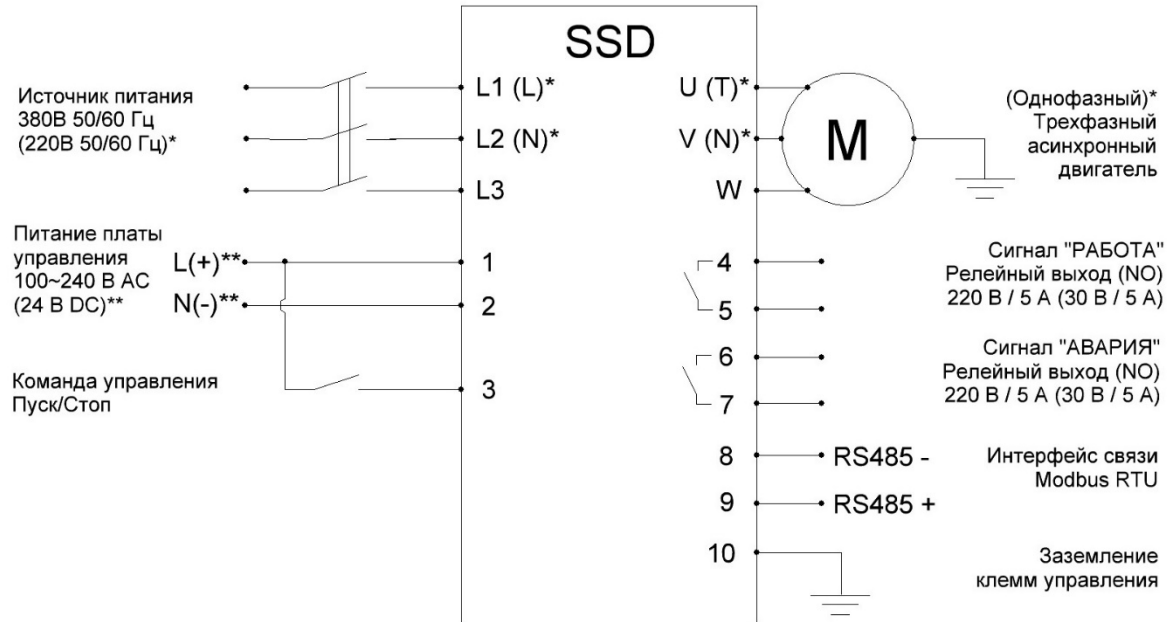 SSD
Источник питания
380В 50/60 Гц
(220В 50/60 Гц)*
L1 (L)*
L2 (N)*
L3
U (T)*
V (N)*
W
M
(Однофазный)*
Трехфазный
асинхронный
двигатель
Питание платы
управления
100~240 В AC
(24 В DC)**
L(+)**
N(-)**
1
2
Команда управления
Пуск/Стоп
3
4
5
Сигнал "РАБОТА"
Релейный выход (NO)
220 В / 5 А (30 В / 5 А)
6
7
Сигнал "АВАРИЯ"
Релейный выход (NO)
220 В / 5 А (30 В / 5 А)
8
RS485 -
9
RS485 +
Интерфейс связи
Modbus RTU
10
Заземление
клемм управления